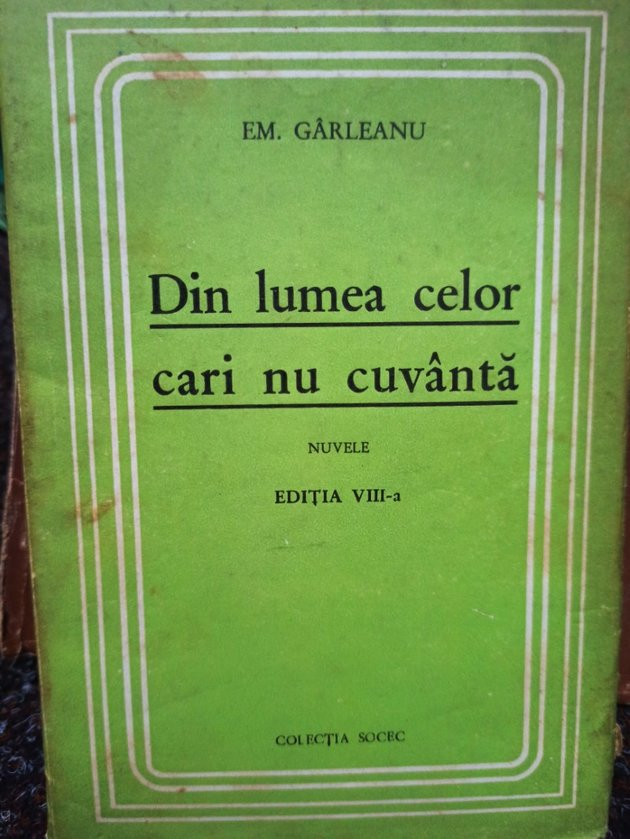 EM. GÂRLEANU
Din lumea celor
cari nu cuvântă
NUVELE
EDIȚIA VIII-a
COLECȚIA SOCEC